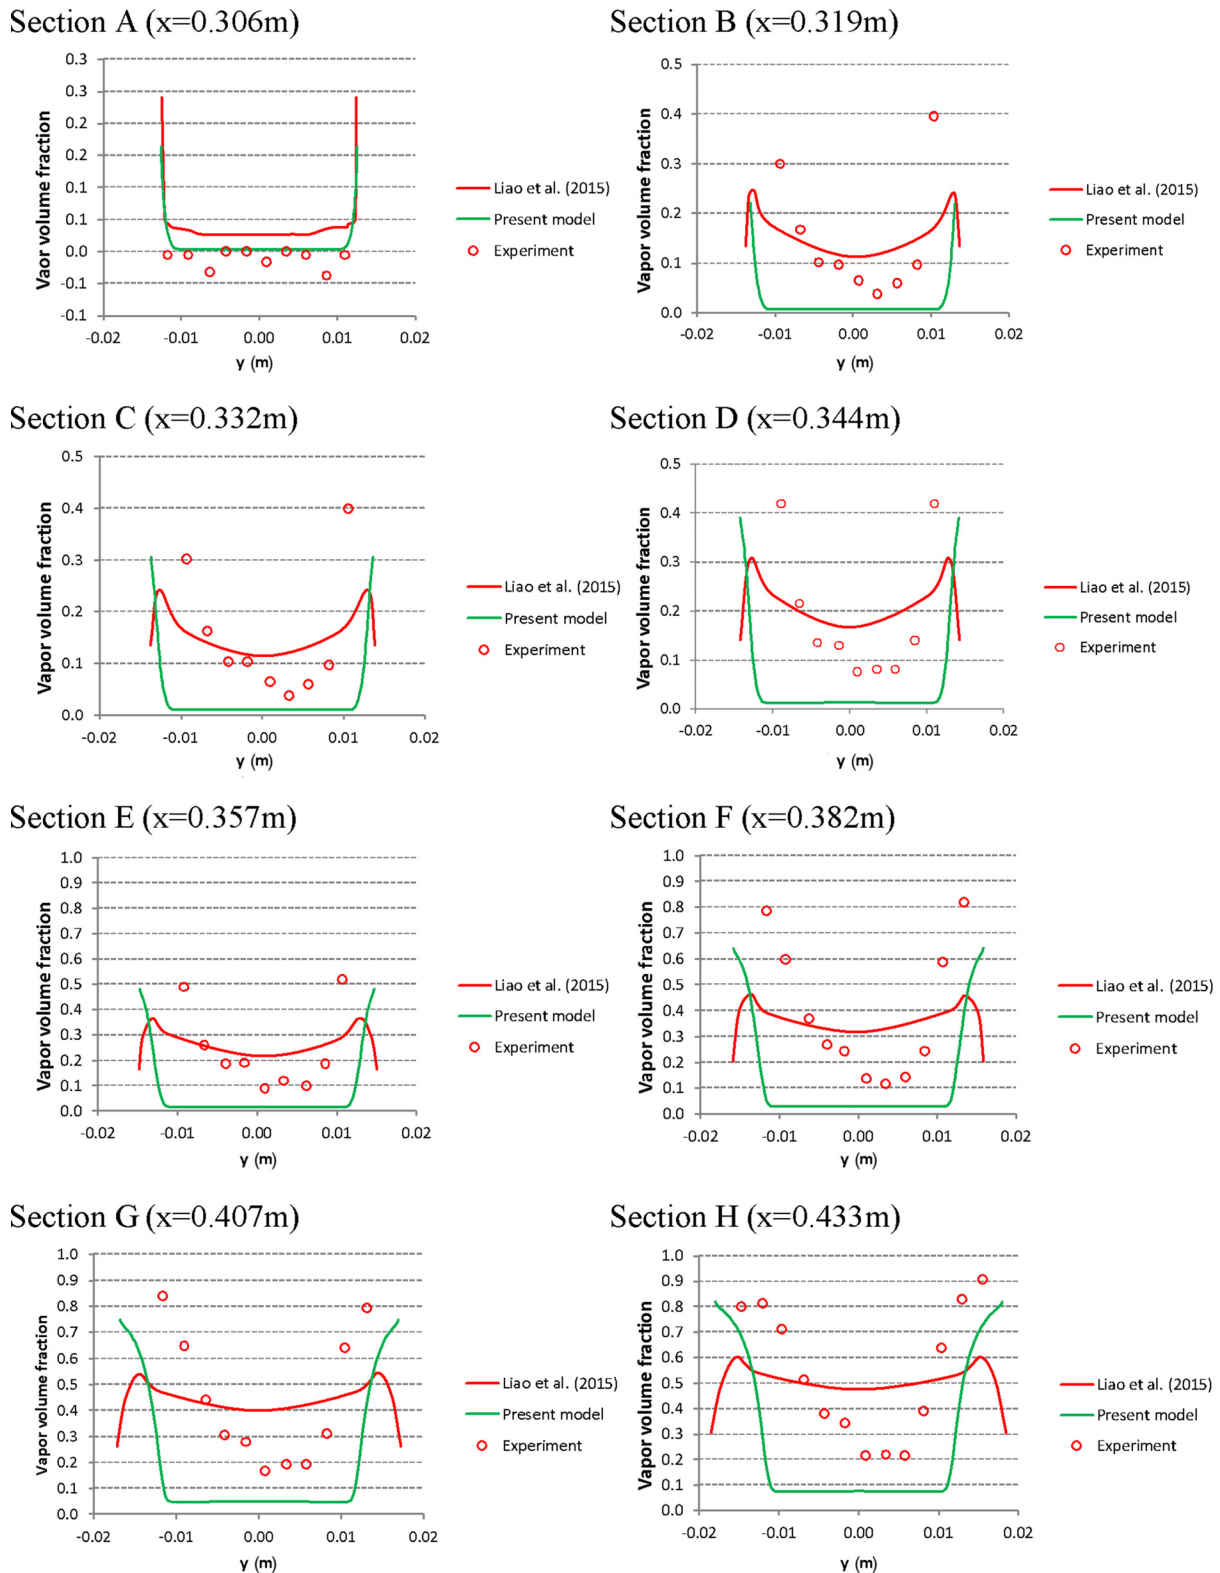 Section A (x=0.306m)
0.3
0.3
0.2
0.2
0.1
0.1
0.0
-0.1
-0.1
Vaor volume fraction
-0.02 -0.01 0.00 0.01 0.02
y (m)
Liao et al. (2015)
Present model
Experiment
Section B (x=0.319m)
0.5
0.4
0.3
0.2
0.1
0.0
Vapor volume fraction
-0.02 -0.01 0.00 0.01 0.02
y (m)
Liao et al. (2015)
Present model
Experiment
Section C (x=0.332m)
0.5
0.4
0.3
0.2
0.1
0.0
Vapor volume fraction
-0.02 -0.01 0.00 0.01 0.02
y (m)
Liao et al. (2015)
Present model
Experiment
Section D (x=0.344m)
0.5
0.4
0.3
0.2
0.1
0.0
Vapor volume fraction
-0.02 -0.01 0.00 0.01 0.02
y (m)
Liao et al. (2015)
Present model
Experiment
Section E (x=0.357m)
1.0
0.9
0.8
0.7
0.6
0.5
0.4
0.3
0.2
0.1
0.0
Vapor volume fraction
-0.02 -0.01 0.00 0.01 0.02
y (m)
Liao et al. (2015)
Present model
Experiment
Section F (x=0.382m)
1.0
0.9
0.8
0.7
0.6
0.5
0.4
0.3
0.2
0.1
0.0
Vapor volume fraction
-0.02 -0.01 0.00 0.01 0.02
y (m)
Liao et al. (2015)
Present model
Experiment
Section G (x=0.407m)
1.0
0.9
0.8
0.7
0.6
0.5
0.4
0.3
0.2
0.1
0.0
Vapor volume fraction
-0.02 -0.01 0.00 0.01 0.02
y (m)
Liao et al. (2015)
Present model
Experiment
Section H (x=0.433m)
1.0
0.9
0.8
0.7
0.6
0.5
0.4
0.3
0.2
0.1
0.0
Vapor volume fraction
-0.02 -0.01 0.00 0.01 0.02
y (m)
Liao et al. (2015)
Present model
Experiment